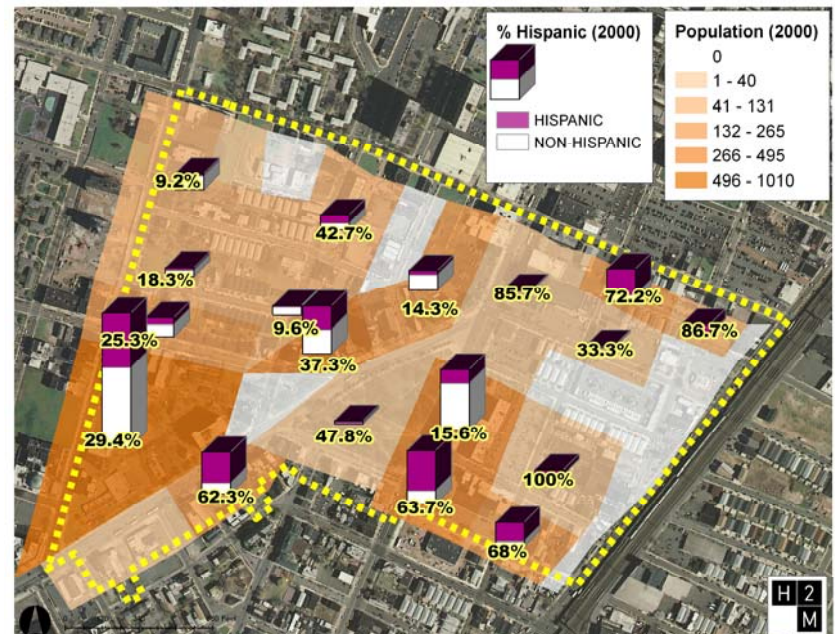 % Hispanic (2000)
HISPANIC
NON-HISPANIC
Population (2000)
0
1 - 40
41 - 131
132 - 265
266 - 495
496 - 1010
9.2%
42.7%
18.3%
14.3%
85.7%
72.2%
25.3%
9.6%
86.7%
33.3%
37.3%
29.4%
47.8%
15.6%
62.3%
63.7%
100%
68%
H 2
M